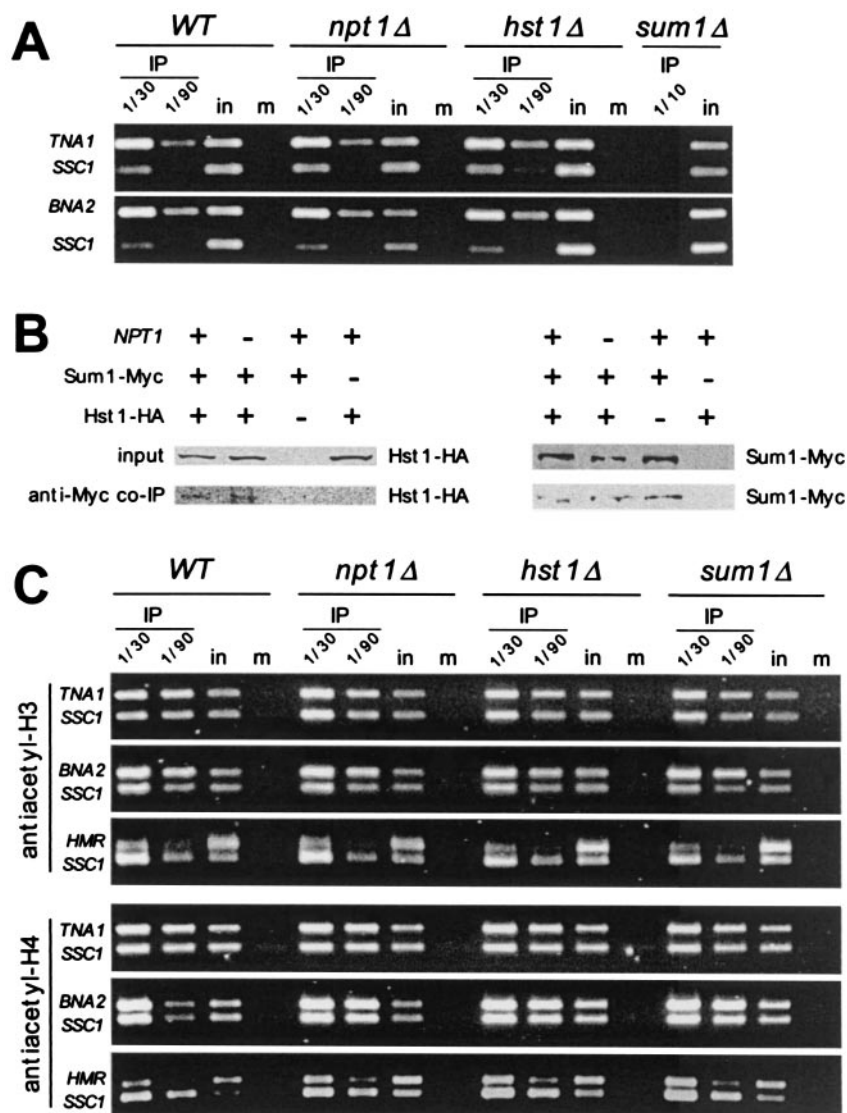 A
WT npt1Δ hst1Δ sum1Δ
IP IP IP IP
1/30 1/90 in m 1/30 1/90 in m 1/30 1/90 in m 1/10 in
TNA1
SSC1
BNA2
SSC1
B
NPT1 + - + + + - + +
Sum1-Myc + + + - + + + -
Hst1-HA + + - + + + - +
input Hst1-HA Sum1-Myc
anti-Myc co-IP Hst1-HA Sum1-Myc
C
WT npt1Δ hst1Δ sum1Δ
IP IP IP IP
1/30 1/90 in m 1/30 1/90 in m 1/30 1/90 in m 1/30 1/90 in m
antiacetyl-H3
TNA1
SSC1
BNA2
SSC1
HMR
SSC1
antiacetyl-H4
TNA1
SSC1
BNA2
SSC1
HMR
SSC1